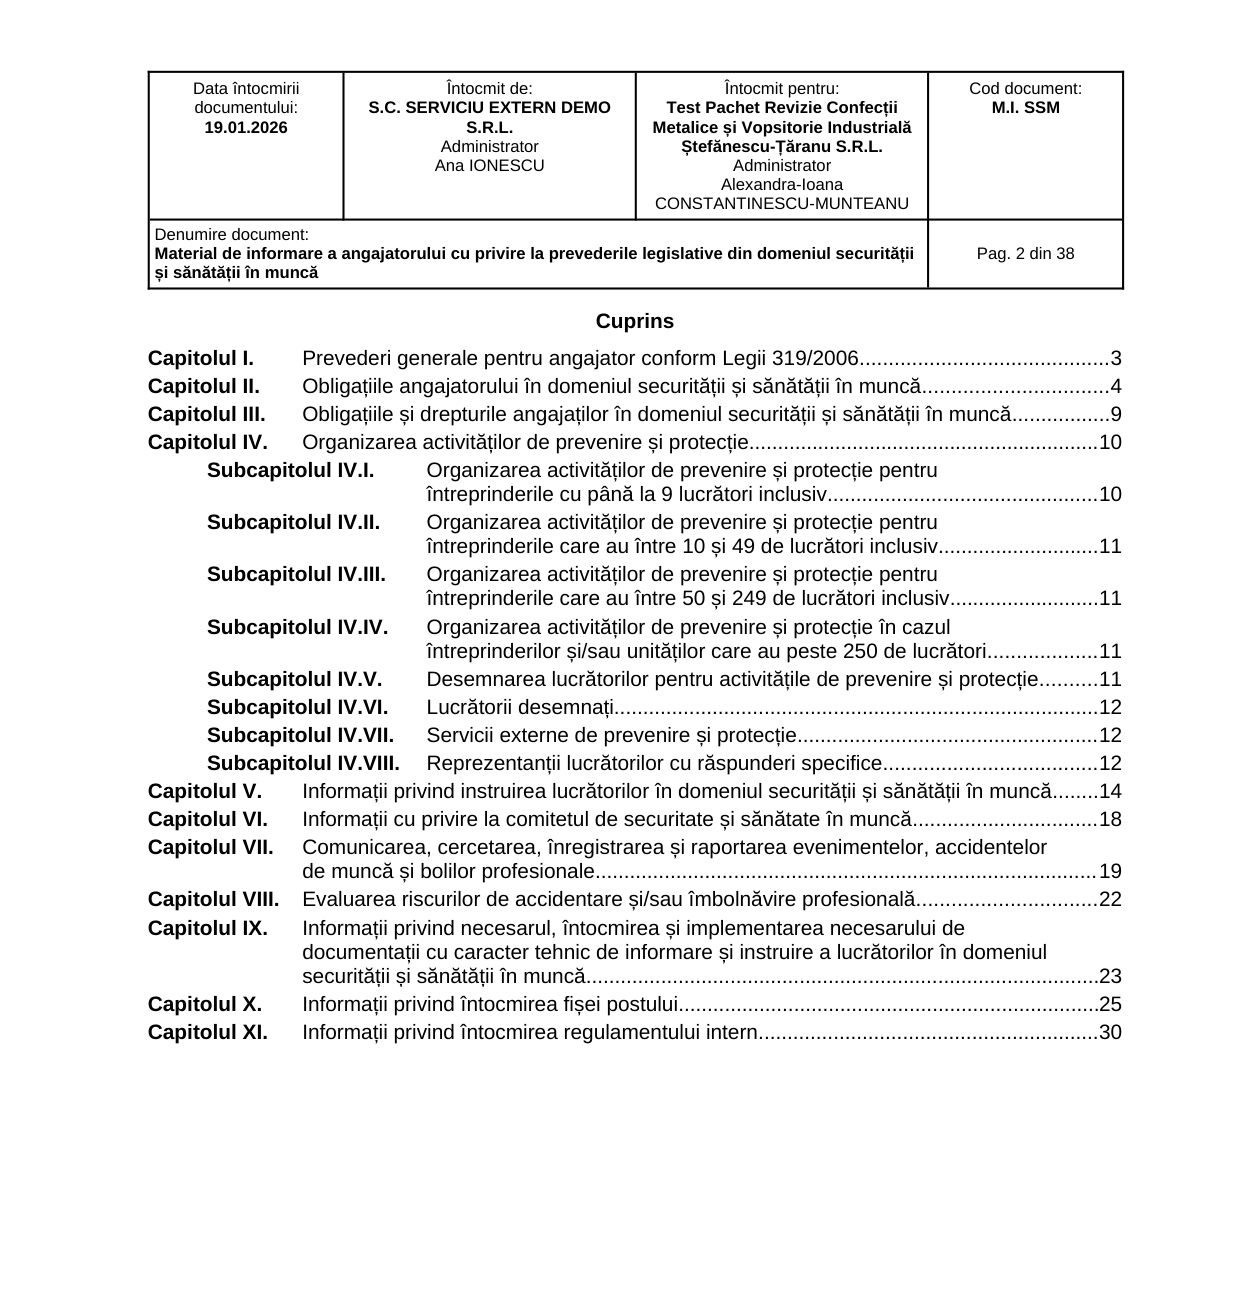 Data întocmirii
documentului:
19.01.2026
Întocmit de:
S.C. SERVICIU EXTERN DEMO
S.R.L.
Administrator
Ana IONESCU
Întocmit pentru:
Test Pachet Revizie Confecții
Metalice și Vopsitorie Industrială
Ștefănescu-Țăranu S.R.L.
Administrator
Alexandra-Ioana
CONSTANTINESCU-MUNTEANU
Cod document:
M.I. SSM
Denumire document:
Material de informare a angajatorului cu privire la prevederile legislative din domeniul securității
și sănătății în muncă
Pag. 2 din 38
Cuprins
Capitolul I. Prevederi generale pentru angajator conform Legii 319/2006...........................................3
Capitolul II. Obligațiile angajatorului în domeniul securității și sănătății în muncă................................4
Capitolul III. Obligațiile și drepturile angajaților în domeniul securității și sănătății în muncă.................9
Capitolul IV. Organizarea activităților de prevenire și protecție............................................................10
Subcapitolul IV.I. Organizarea activităților de prevenire și protecție pentru
întreprinderile cu până la 9 lucrători inclusiv...............................................10
Subcapitolul IV.II. Organizarea activităților de prevenire și protecție pentru
întreprinderile care au între 10 și 49 de lucrători inclusiv............................11
Subcapitolul IV.III. Organizarea activităților de prevenire și protecție pentru
întreprinderile care au între 50 și 249 de lucrători inclusiv..........................11
Subcapitolul IV.IV. Organizarea activităților de prevenire și protecție în cazul
întreprinderilor și/sau unităților care au peste 250 de lucrători...................11
Subcapitolul IV.V. Desemnarea lucrătorilor pentru activitățile de prevenire și protecție..........11
Subcapitolul IV.VI. Lucrătorii desemnați...................................................................................12
Subcapitolul IV.VII. Servicii externe de prevenire și protecție....................................................12
Subcapitolul IV.VIII. Reprezentanții lucrătorilor cu răspunderi specifice.....................................12
Capitolul V. Informații privind instruirea lucrătorilor în domeniul securității și sănătății în muncă........14
Capitolul VI. Informații cu privire la comitetul de securitate și sănătate în muncă................................18
Capitolul VII. Comunicarea, cercetarea, înregistrarea și raportarea evenimentelor, accidentelor
de muncă și bolilor profesionale......................................................................................19
Capitolul VIII. Evaluarea riscurilor de accidentare și/sau îmbolnăvire profesională...............................22
Capitolul IX. Informații privind necesarul, întocmirea și implementarea necesarului de
documentații cu caracter tehnic de informare și instruire a lucrătorilor în domeniul
securității și sănătății în muncă........................................................................................23
Capitolul X. Informații privind întocmirea fișei postului........................................................................25
Capitolul XI. Informații privind întocmirea regulamentului intern..........................................................30